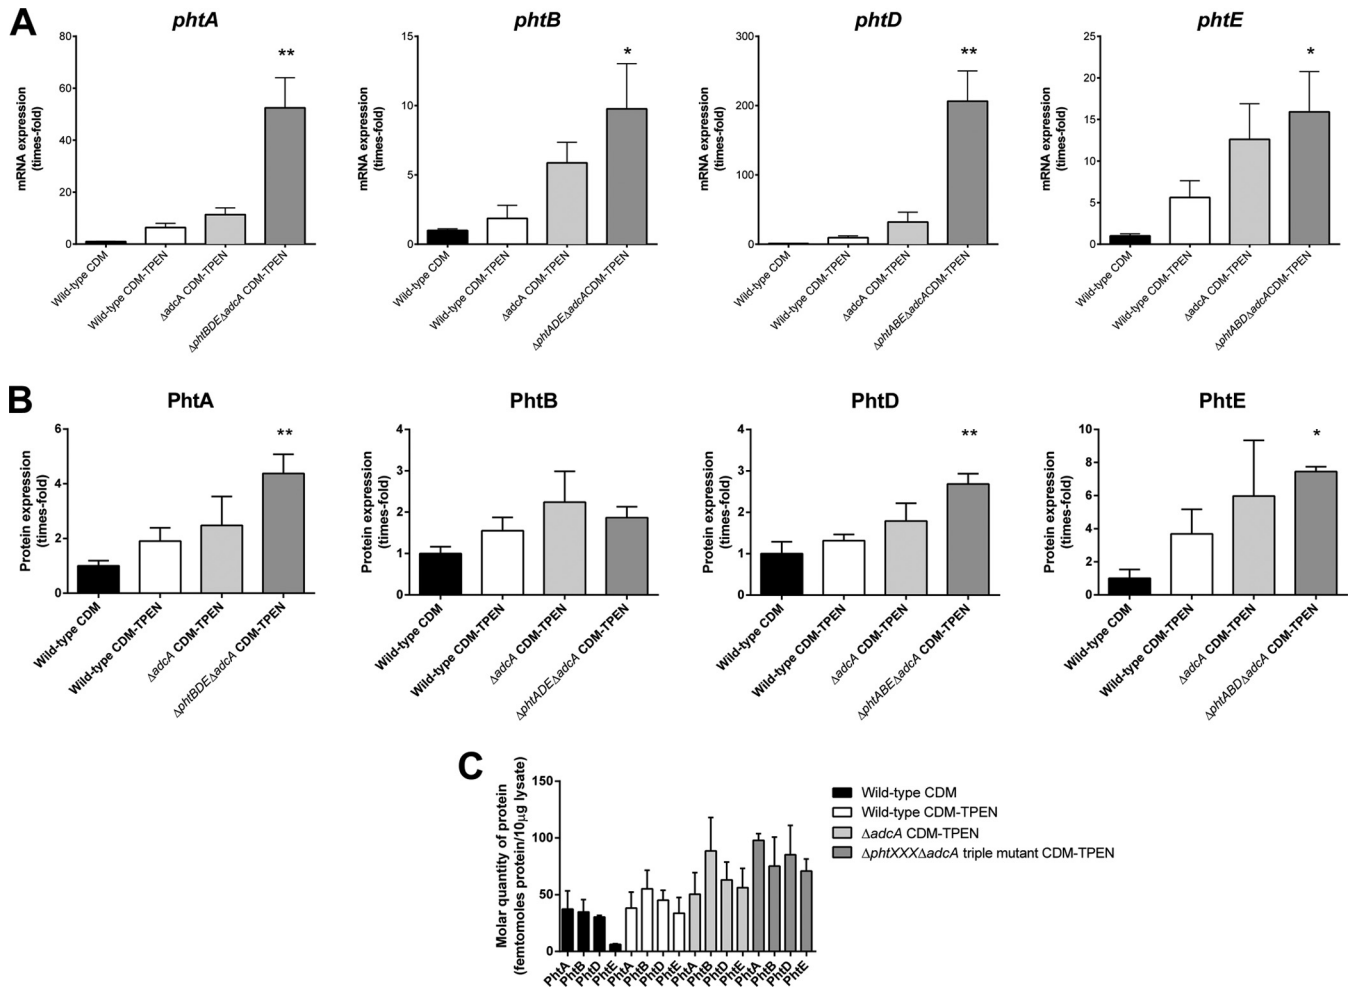 A
phtA
phtB
phtD
phtE
mRNA expression
(times-fold)
80
60
40
20
0
**
Wild-type CDM
Wild-type CDM-TPEN
ΔadcA CDM-TPEN
ΔphtBDEΔadcA CDM-TPEN
mRNA expression
(times-fold)
15
10
5
0
*
Wild-type CDM
Wild-type CDM-TPEN
ΔadcA CDM-TPEN
ΔphtADEΔadcACDM-TPEN
mRNA expression
(times-fold)
300
200
100
0
**
Wild-type CDM
Wild-type CDM-TPEN
ΔadcA CDM-TPEN
ΔphtABEΔadcACDM-TPEN
mRNA expression
(times-fold)
25
20
15
10
5
0
*
Wild-type CDM
Wild-type CDM-TPEN
ΔadcA CDM-TPEN
ΔphtABDΔadcACDM-TPEN
B
PhtA
PhtB
PhtD
PhtE
Protein expression
(times-fold)
6
4
2
0
**
Wild-type CDM
Wild-type CDM-TPEN
ΔadcA CDM-TPEN
ΔphtBDEΔadcA CDM-TPEN
Protein expression
(times-fold)
4
3
2
1
0
Wild-type CDM
Wild-type CDM-TPEN
ΔadcA CDM-TPEN
ΔphtADEΔadcA CDM-TPEN
Protein expression
(times-fold)
4
3
2
1
0
**
Wild-type CDM
Wild-type CDM-TPEN
ΔadcA CDM-TPEN
ΔphtABEΔadcA CDM-TPEN
Protein expression
(times-fold)
10
8
6
4
2
0
*
Wild-type CDM
Wild-type CDM-TPEN
ΔadcA CDM-TPEN
ΔphtABDΔadcA CDM-TPEN
C
Molar quantity of protein
(femtomoles protein/10µg lysate)
150
100
50
0
PhtA
PhtB
PhtD
PhtE
PhtA
PhtB
PhtD
PhtE
PhtA
PhtB
PhtD
PhtE
PhtA
PhtB
PhtD
PhtE
Wild-type CDM
Wild-type CDM-TPEN
ΔadcA CDM-TPEN
ΔphtXXXΔadcA triple mutant CDM-TPEN